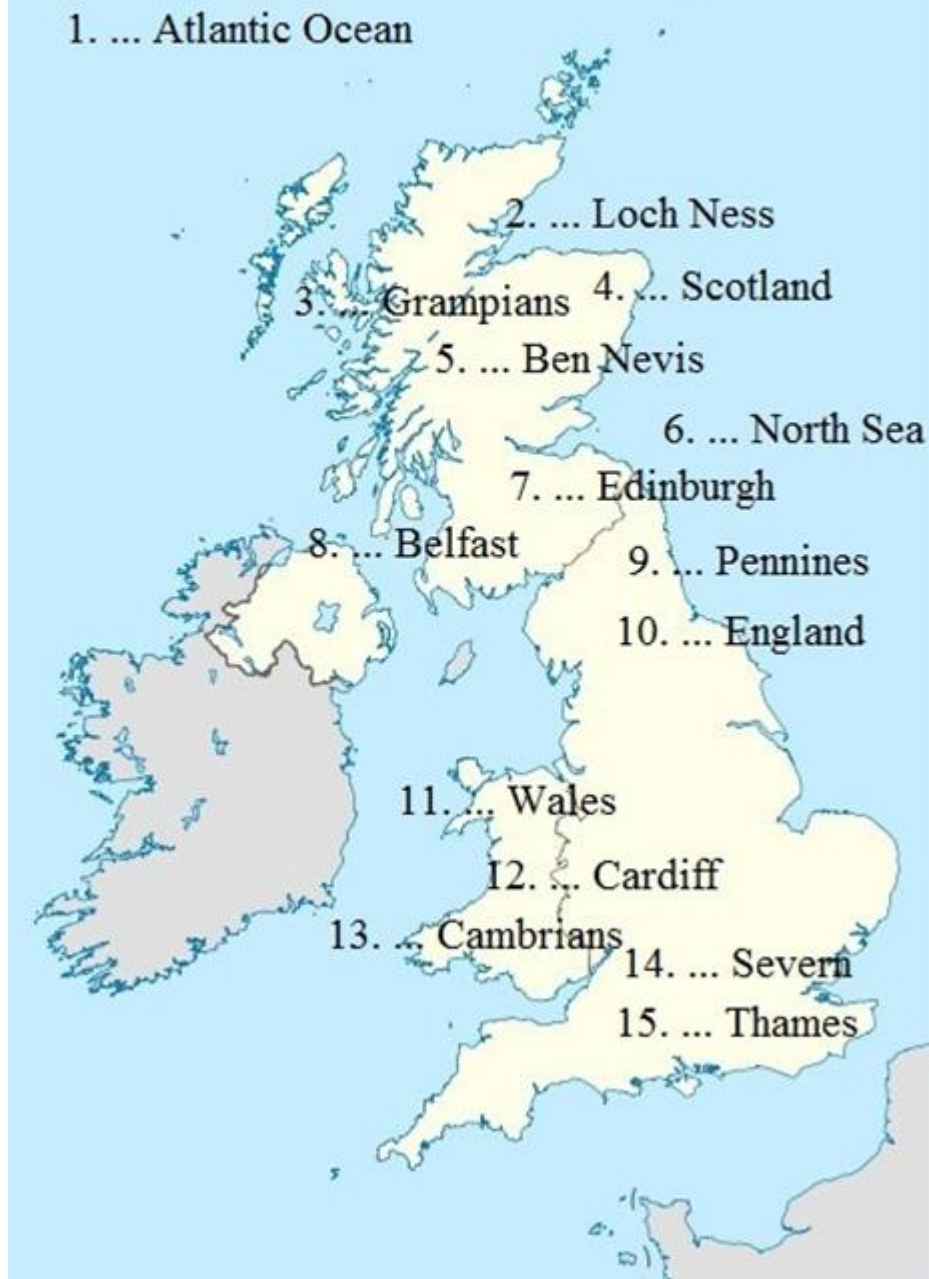 1. ... Atlantic Ocean
2. ... Loch Ness
3. ... Grampians
4. ... Scotland
5. ... Ben Nevis
6. ... North Sea
7. ... Edinburgh
8. ... Belfast
9. ... Pennines
10. ... England
11. ... Wales
12. ... Cardiff
13. ... Cambrians
14. ... Severn
15. ... Thames